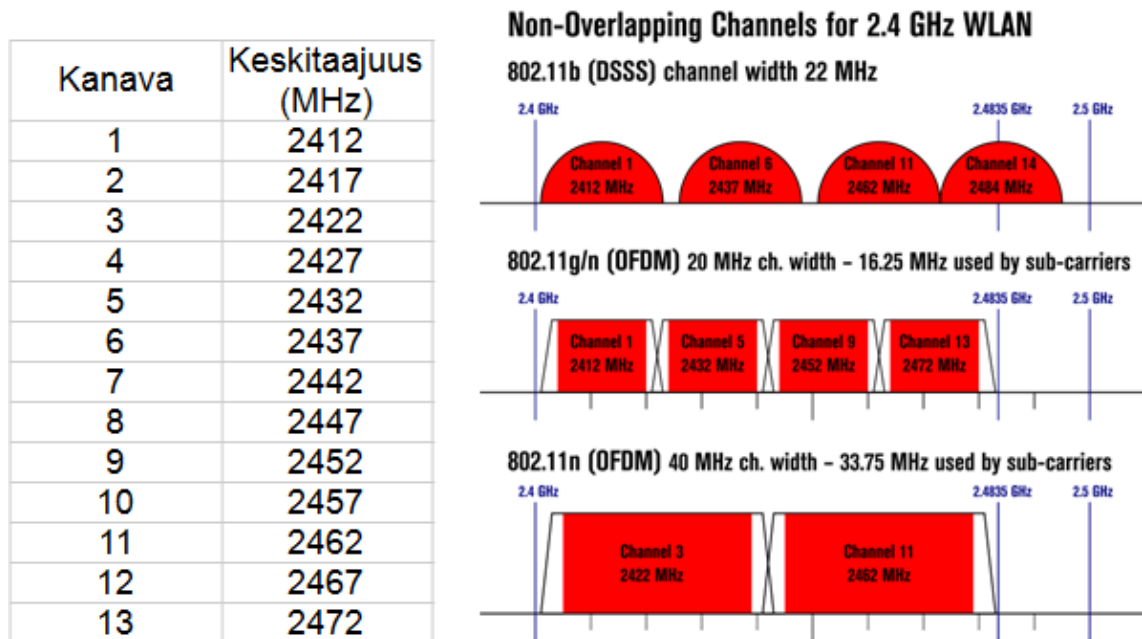 Kanava Keskitaajuus (MHz)
1 2412
2 2417
3 2422
4 2427
5 2432
6 2437
7 2442
8 2447
9 2452
10 2457
11 2462
12 2467
13 2472
Non-Overlapping Channels for 2.4 GHz WLAN
802.11b (DSSS) channel width 22 MHz
2.4 GHz 2.4835 GHz 2.5 GHz
Channel 1 Channel 6 Channel 11 Channel 14
2412 MHz 2437 MHz 2462 MHz 2484 MHz
802.11g/n (OFDM) 20 MHz ch. width – 16.25 MHz used by sub-carriers
2.4 GHz 2.4835 GHz 2.5 GHz
Channel 1 Channel 5 Channel 9 Channel 13
2412 MHz 2432 MHz 2452 MHz 2472 MHz
802.11n (OFDM) 40 MHz ch. width – 33.75 MHz used by sub-carriers
2.4 GHz 2.4835 GHz 2.5 GHz
Channel 3 Channel 11
2422 MHz 2462 MHz